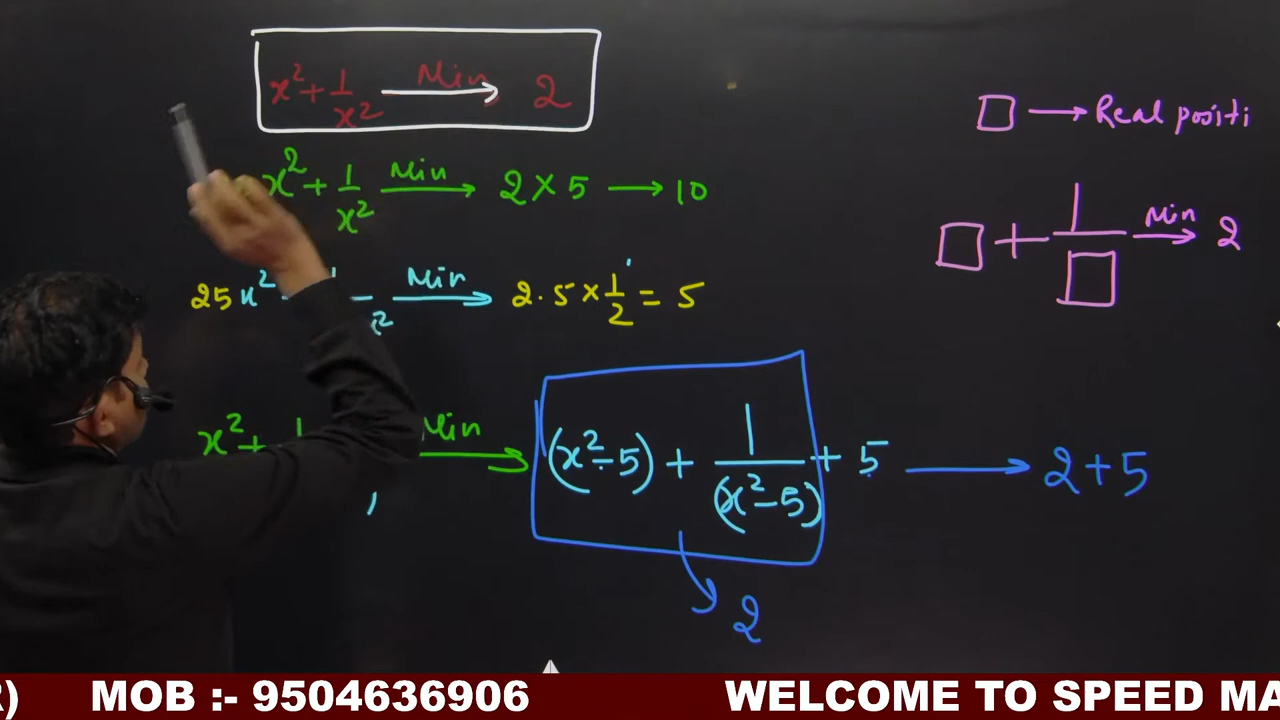 x² + 1/x² Min → 2
x² + 1/x² Min → 2 × 5 → 10
25x² Min → 2.5 × 1/2 = 5
x² + 1 Min → (x² - 5) + 1/(x² - 5) + 5 → 2 + 5
2
□ → Real positi
□ + 1/□ Min → 2
R) MOB :- 9504636906 WELCOME TO SPEED MA